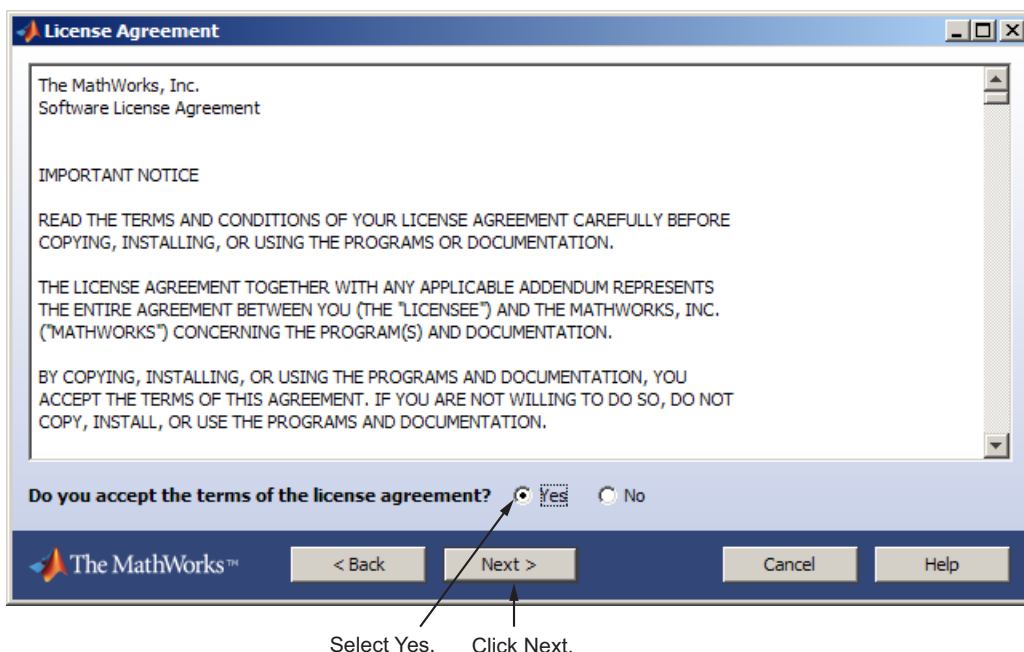 License Agreement
The MathWorks, Inc.
Software License Agreement
IMPORTANT NOTICE
READ THE TERMS AND CONDITIONS OF YOUR LICENSE AGREEMENT CAREFULLY BEFORE
COPYING, INSTALLING, OR USING THE PROGRAMS OR DOCUMENTATION.
THE LICENSE AGREEMENT TOGETHER WITH ANY APPLICABLE ADDENDUM REPRESENTS
THE ENTIRE AGREEMENT BETWEEN YOU (THE "LICENSEE") AND THE MATHWORKS, INC.
("MATHWORKS") CONCERNING THE PROGRAM(S) AND DOCUMENTATION.
BY COPYING, INSTALLING, OR USING THE PROGRAMS AND DOCUMENTATION, YOU
ACCEPT THE TERMS OF THIS AGREEMENT. IF YOU ARE NOT WILLING TO DO SO, DO NOT
COPY, INSTALL, OR USE THE PROGRAMS AND DOCUMENTATION.
Do you accept the terms of the license agreement? Yes No
The MathWorks™ < Back Next > Cancel Help
Select Yes. Click Next.